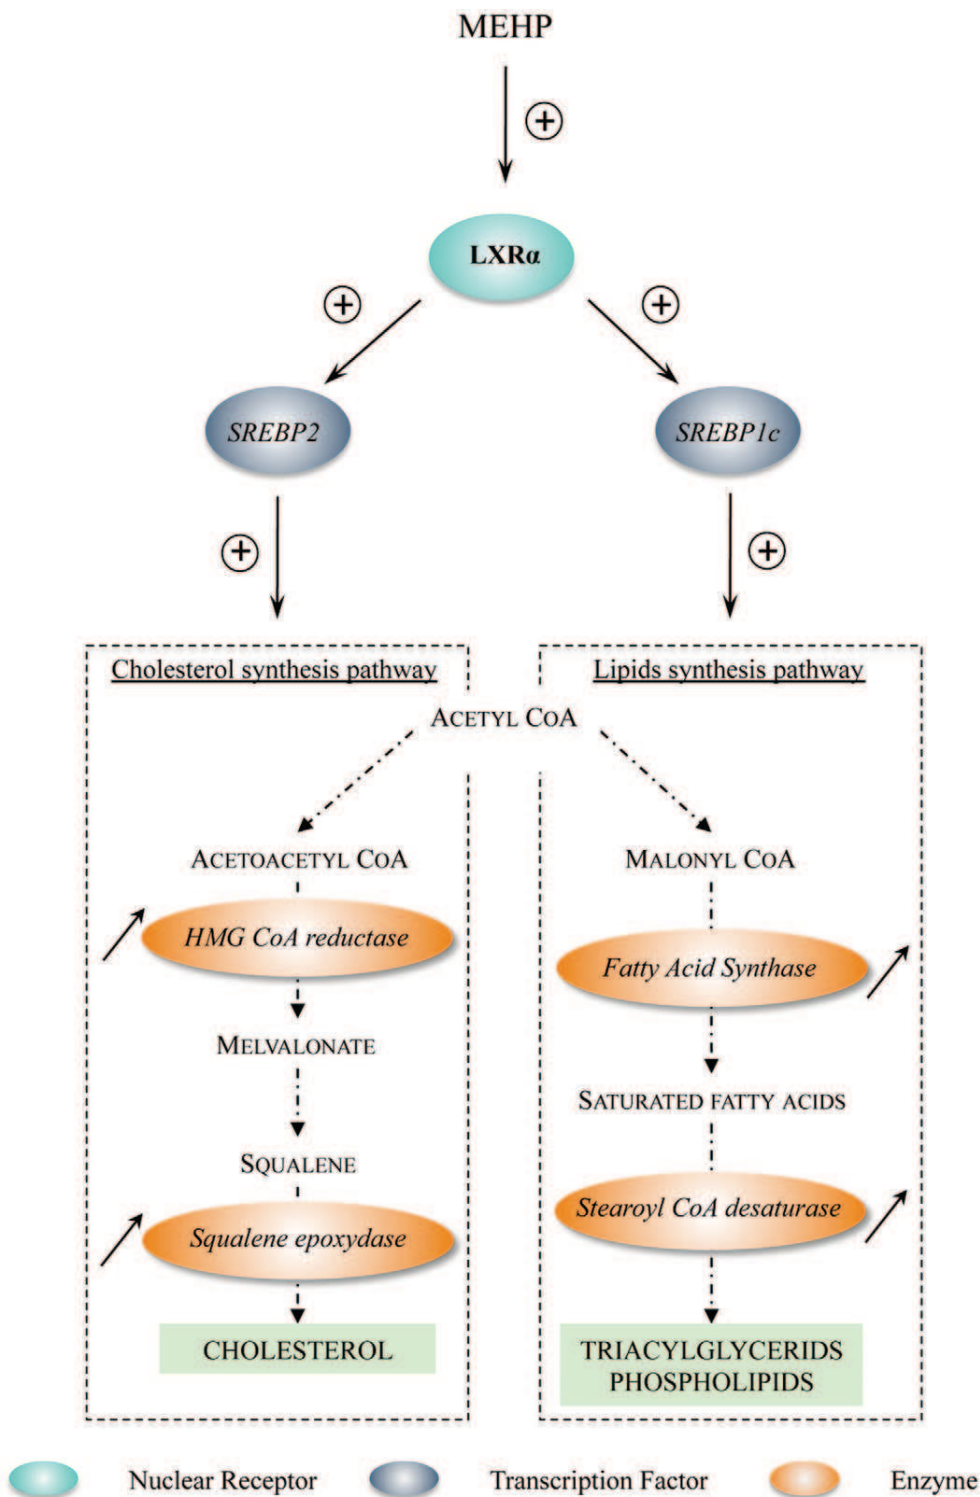 MEHP
+
LXRα
+
+
SREBP2
SREBP1c
+
+
Cholesterol synthesis pathway
Lipids synthesis pathway
ACETYL COA
ACETOACETYL COA
MALONYL COA
HMG CoA reductase
Fatty Acid Synthase
MELVALONATE
SATURATED FATTY ACIDS
SQUALENE
Stearoyl CoA desaturase
Squalene epoxydase
CHOLESTEROL
TRIACYLGLYCERIDS
PHOSPHOLIPIDS
Nuclear Receptor
Transcription Factor
Enzyme